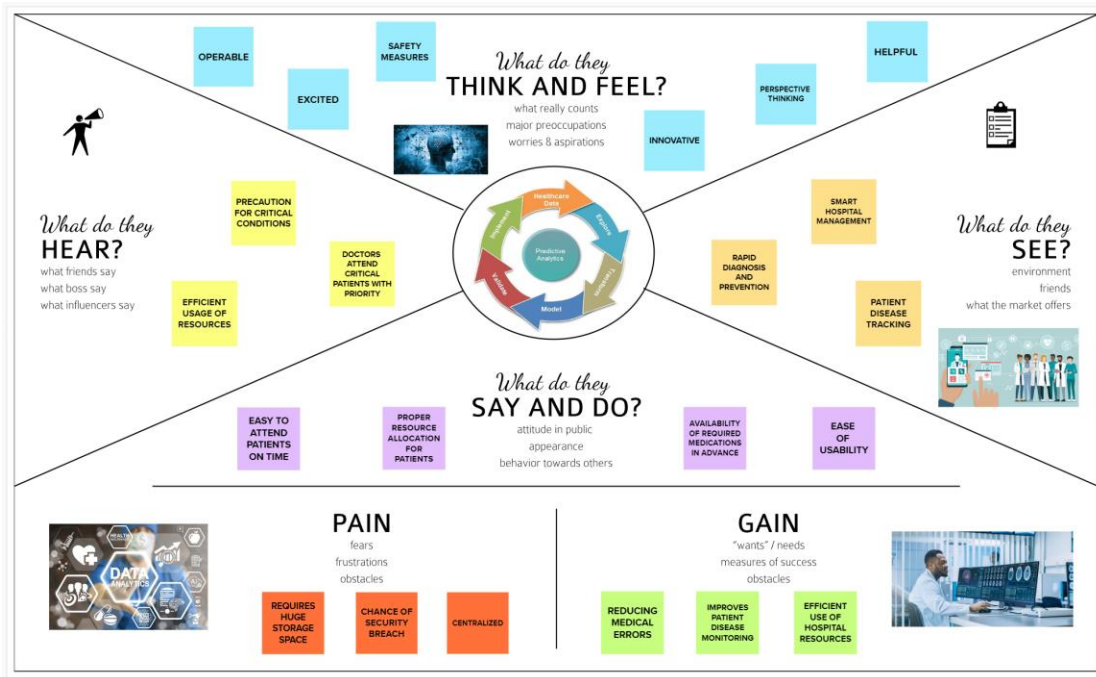 OPERABLE
EXCITED
SAFETY
MEASURES
What do they
THINK AND FEEL?
what really counts
major preoccupations
worries & aspirations
INNOVATIVE
PERSPECTIVE
THINKING
HELPFUL
What do they
HEAR?
what friends say
what boss say
what influencers say
PRECAUTION
FOR CRITICAL
CONDITIONS
DOCTORS
ATTEND
CRITICAL
PATIENTS WITH
PRIORITY
EFFICIENT
USAGE OF
RESOURCES
Healthcare
Data
Explore
Transition
Model
Validate
Implement
Predictive
Analytics
SMART
HOSPITAL
MANAGEMENT
RAPID
DIAGNOSIS
AND
PREVENTION
PATIENT
DISEASE
TRACKING
What do they
SEE?
environment
friends
what the market offers
What do they
SAY AND DO?
attitude in public
appearance
behavior towards others
EASY TO
ATTEND
PATIENTS
ON TIME
PROPER
RESOURCE
ALLOCATION
FOR
PATIENTS
AVAILABILITY
OF REQUIRED
MEDICATIONS
IN ADVANCE
EASE
OF
USABILITY
HEALTH
DATA
ANALYTICS
PAIN
fears
frustrations
obstacles
REQUIRES
HUGE
STORAGE
SPACE
CHANCE OF
SECURITY
BREACH
CENTRALIZED
GAIN
"wants" / needs
measures of success
obstacles
REDUCING
MEDICAL
ERRORS
IMPROVES
PATIENT
DISEASE
MONITORING
EFFICIENT
USE OF
HOSPITAL
RESOURCES